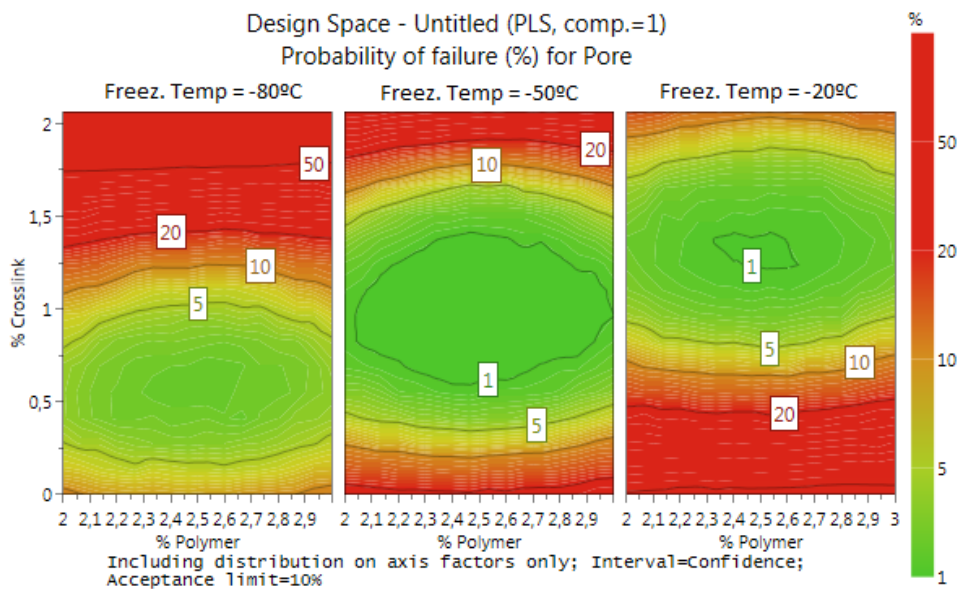 Design Space - Untitled (PLS, comp.=1)
Probability of failure (%) for Pore
%
Freez. Temp = -80ºC
Freez. Temp = -50ºC
Freez. Temp = -20ºC
2
1,5
1
0,5
0
% Crosslink
50
20
10
5
10
20
1
5
1
5
10
20
50
20
10
5
1
2 2,1 2,2 2,3 2,4 2,5 2,6 2,7 2,8 2,9
2 2,1 2,2 2,3 2,4 2,5 2,6 2,7 2,8 2,9
2 2,1 2,2 2,3 2,4 2,5 2,6 2,7 2,8 2,9 3
% Polymer
% Polymer
% Polymer
Including distribution on axis factors only; Interval=Confidence;
Acceptance limit=10%